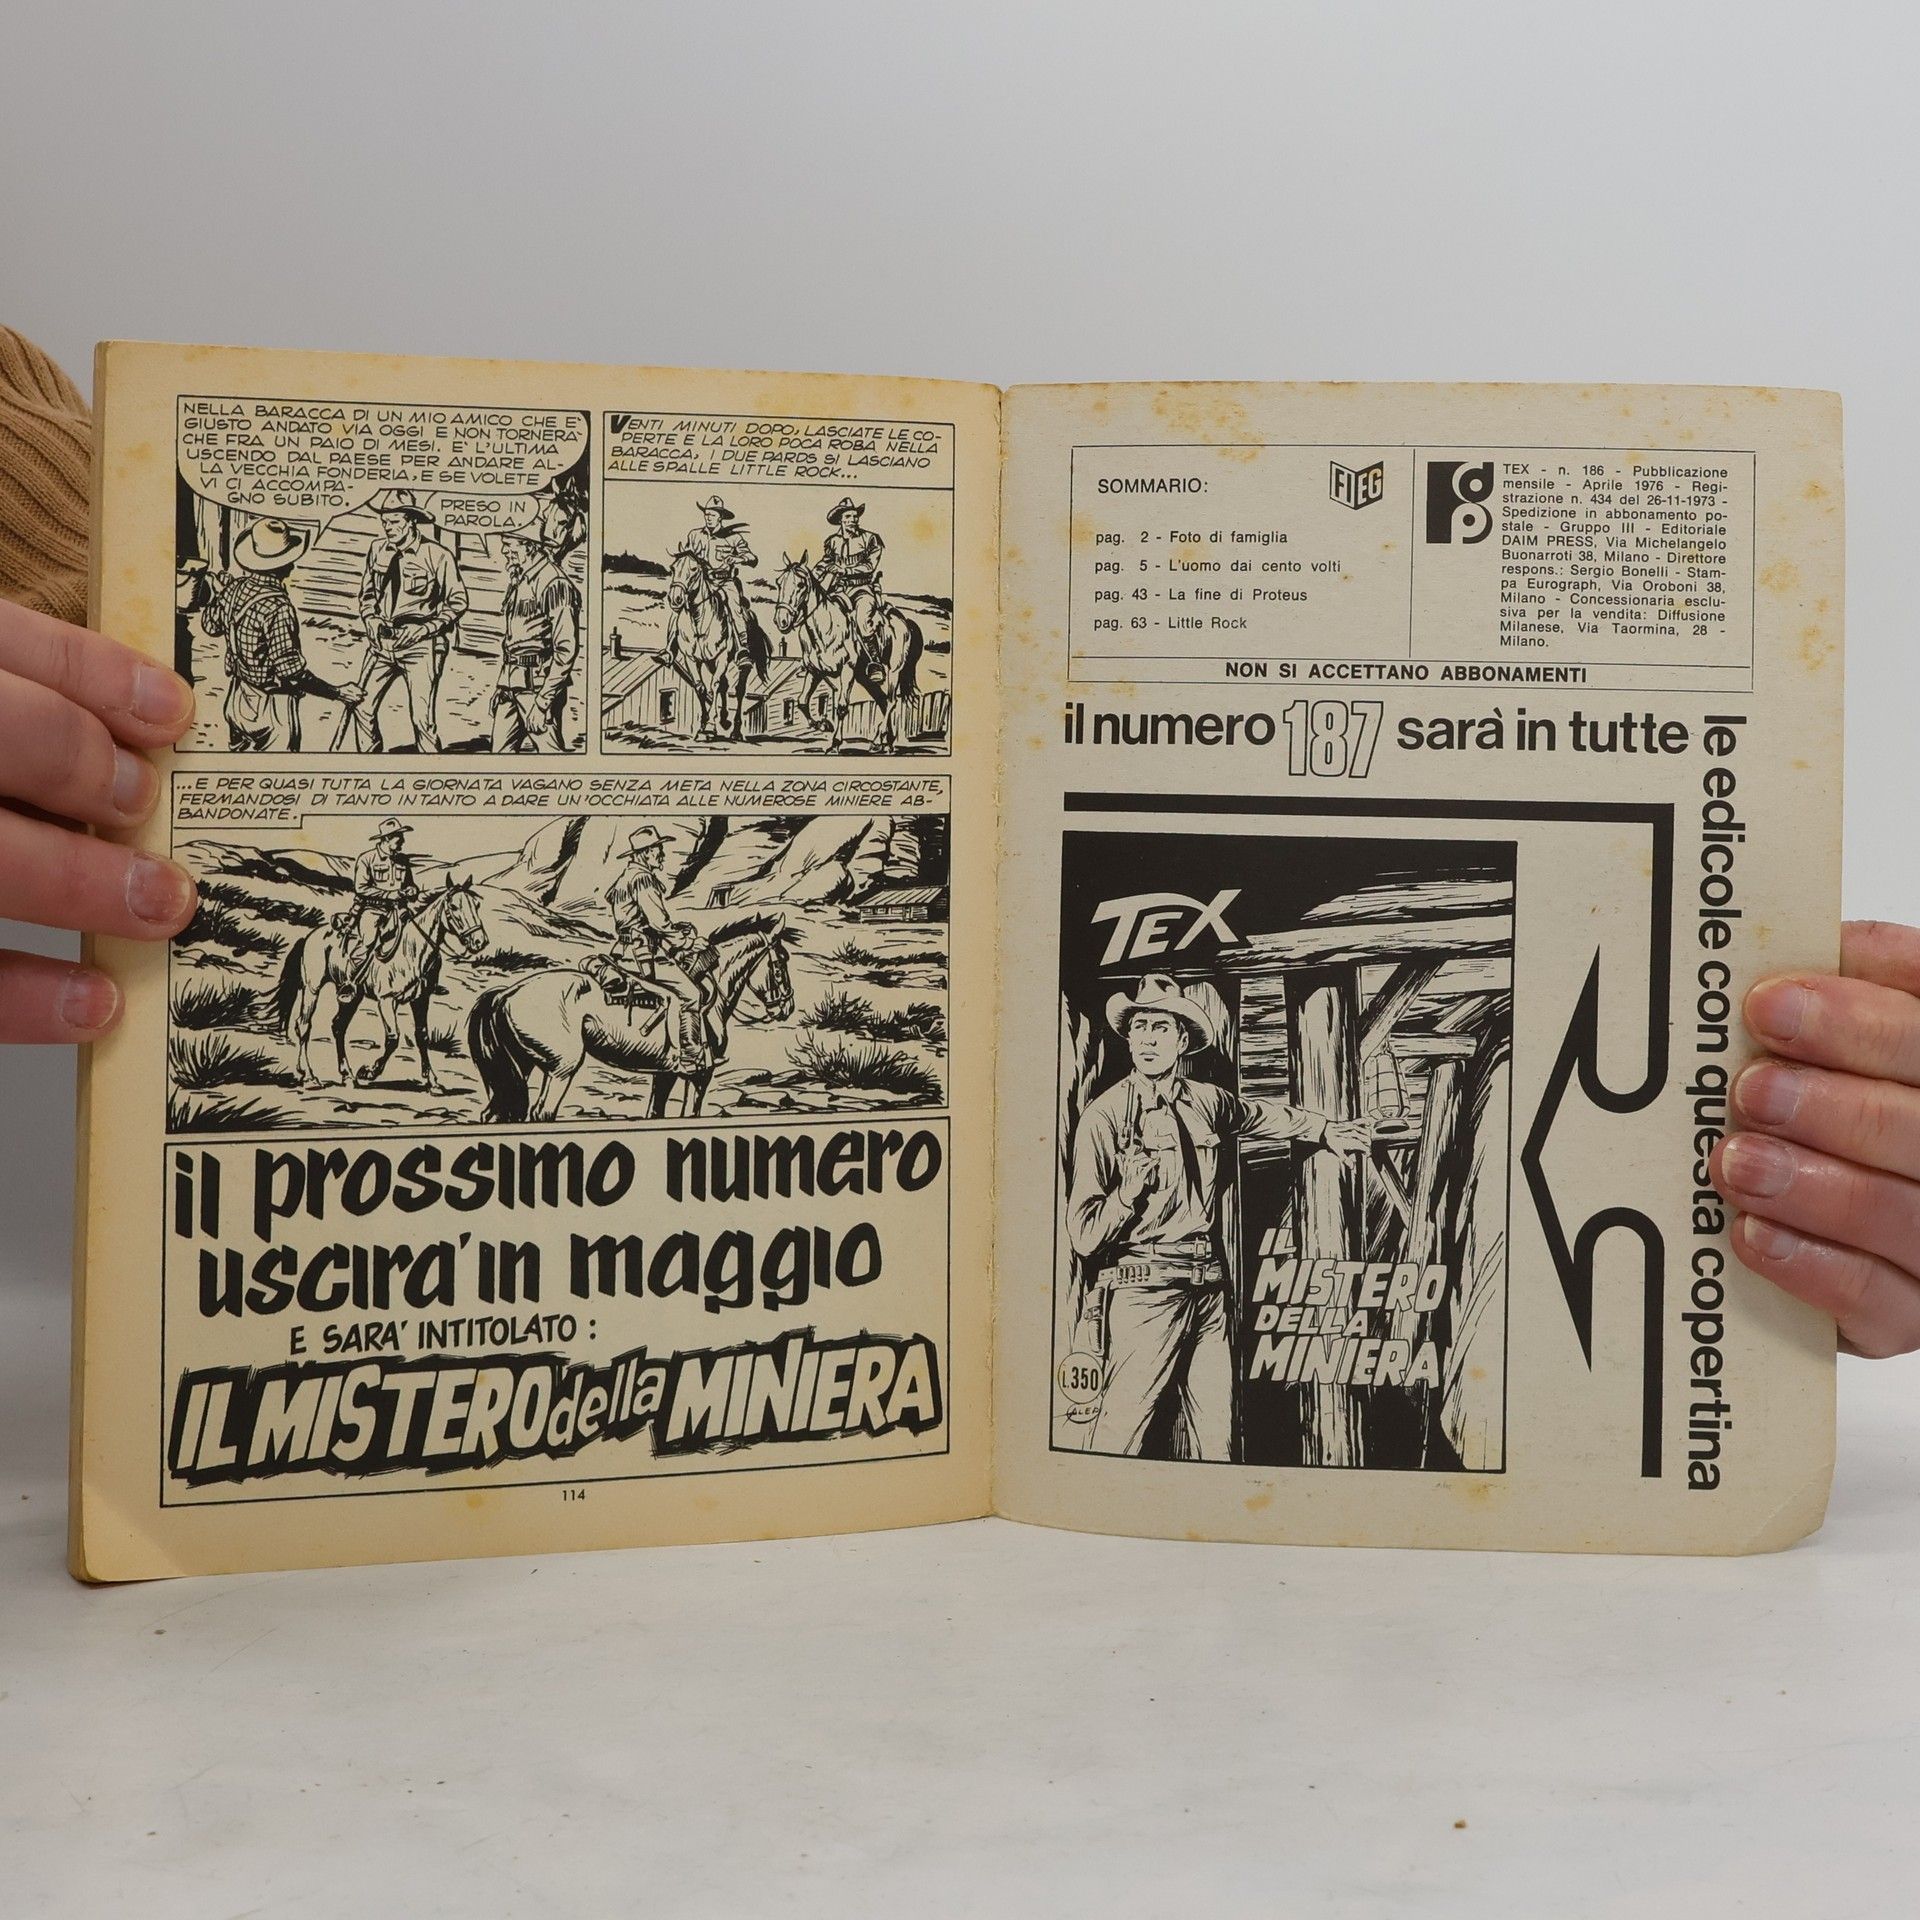 NELLA BARACCA DI UN MIO AMICO CHE E'
GIUSTO ANDATO VIA OGGI E NON TORNERA'
CHE FRA UN PAIO DI MESI. E' L'ULTIMA
USCENDO DAL PAESE PER ANDARE AL-
LA VECCHIA FONDERIA, E SE VOLETE
VI CI ACCOMPA-
GNO SUBITO.
PRESO IN
PAROLA.
VENTI MINUTI DOPO, LASCIATE LE CO-
PERTE E LA LORO POCA ROBA NELLA
BARACCA, I DUE PARDS SI LASCIANO
ALLE SPALLE LITTLE ROCK...
...E PER QUASI TUTTA LA GIORNATA VAGANO SENZA META NELLA ZONA CIRCOSTANTE,
FERMANDOSI DI TANTO IN TANTO A DARE UN'OCCHIATA ALLE NUMEROSE MINIERE AB-
BANDONATE.
il prossimo numero
uscira' in maggio
E SARA' INTITOLATO :
IL MISTERO della MINIERA
114
SOMMARIO:
FIEG
pag. 2 - Foto di famiglia
pag. 5 - L'uomo dai cento volti
pag. 43 - La fine di Proteus
pag. 63 - Little Rock
dp
TEX - n. 186 - Pubblicazione
mensile - Aprile 1976 - Regi-
strazione n. 434 del 26-11-1973 -
Spedizione in abbonamento po-
stale - Gruppo III - Editoriale
DAIM PRESS, Via Michelangelo
Buonarroti 38, Milano - Direttore
respons.: Sergio Bonelli - Stam-
pa Eurograph, Via Oroboni 38,
Milano - Concessionaria esclu-
siva per la vendita: Diffusione
Milanese, Via Taormina, 28 -
Milano.
NON SI ACCETTANO ABBONAMENTI
il numero 187 sarà in tutte
le edicole con questa copertina
TEX
IL
MISTERO
DELLA
MINIERA
L.350
GALEP.